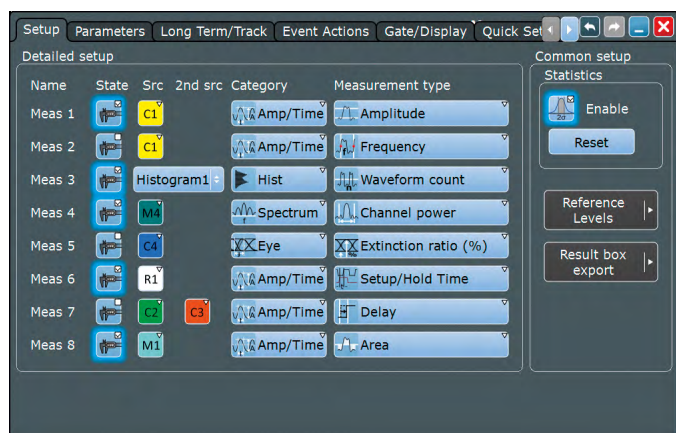 Setup Parameters Long Term/Track Event Actions Gate/Display Quick Set
Detailed setup
Common setup
Name State Src 2nd src Category Measurement type
Statistics
Meas 1 C1 Amp/Time Amplitude
2σ Enable
Meas 2 C1 Amp/Time Frequency
Reset
Meas 3 Histogram1 Hist Waveform count
Meas 4 M4 Spectrum Channel power
Reference
Levels
Meas 5 C4 Eye Extinction ratio (%)
Result box
export
Meas 6 R1 Amp/Time Setup/Hold Time
Meas 7 C2 C3 Amp/Time Delay
Meas 8 M1 Amp/Time Area